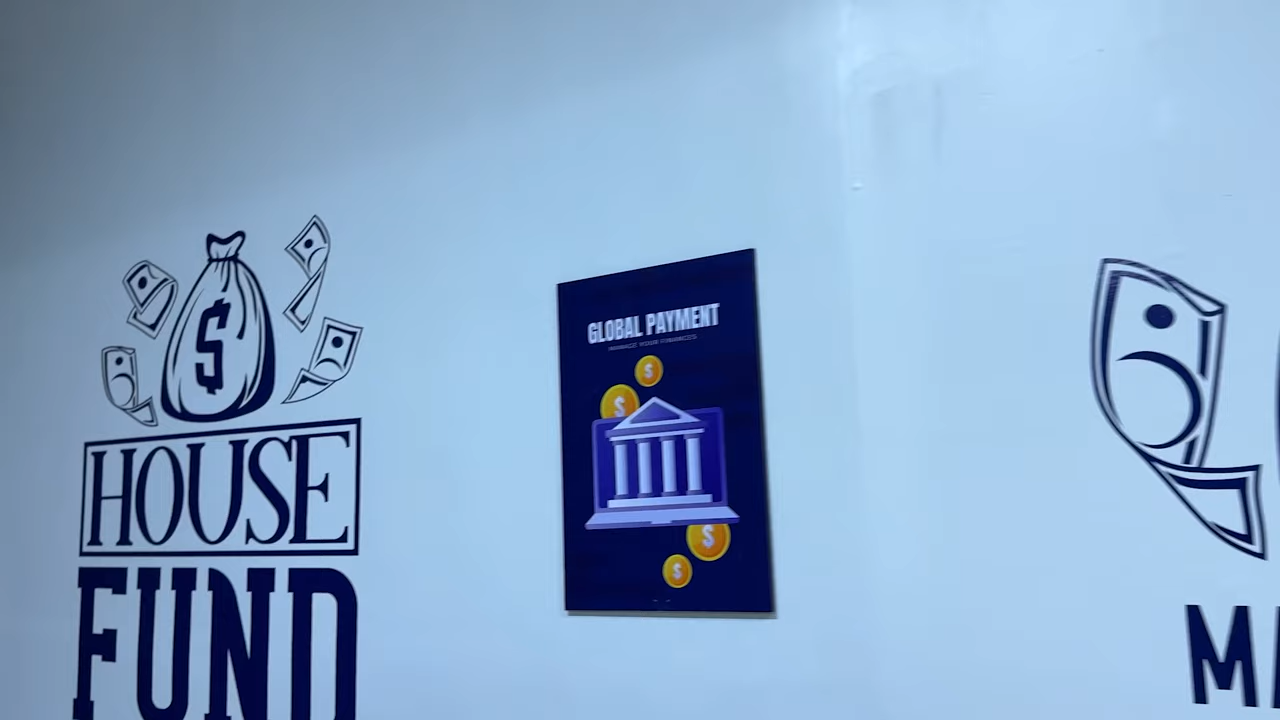 HOUSE
FUND
GLOBAL PAYMENT
MANAGE YOUR FINANCES
$
$
$
$
$
M